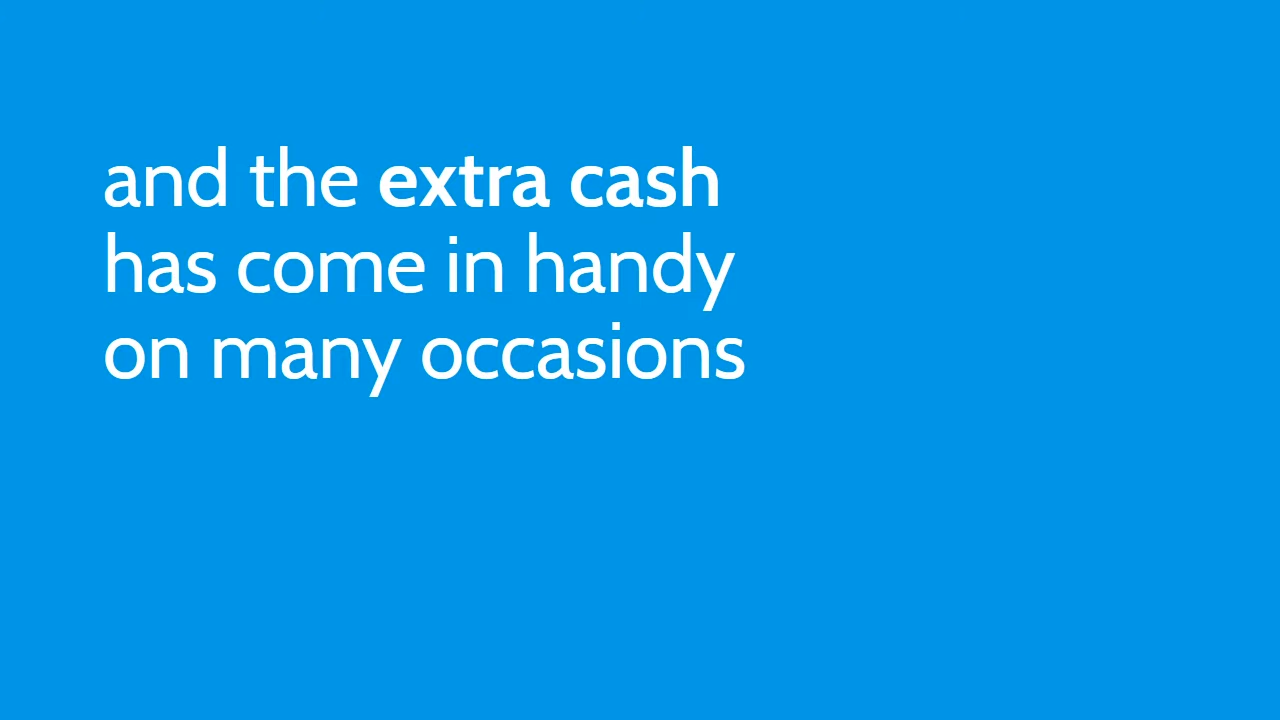 and the extra cash
has come in handy
on many occasions